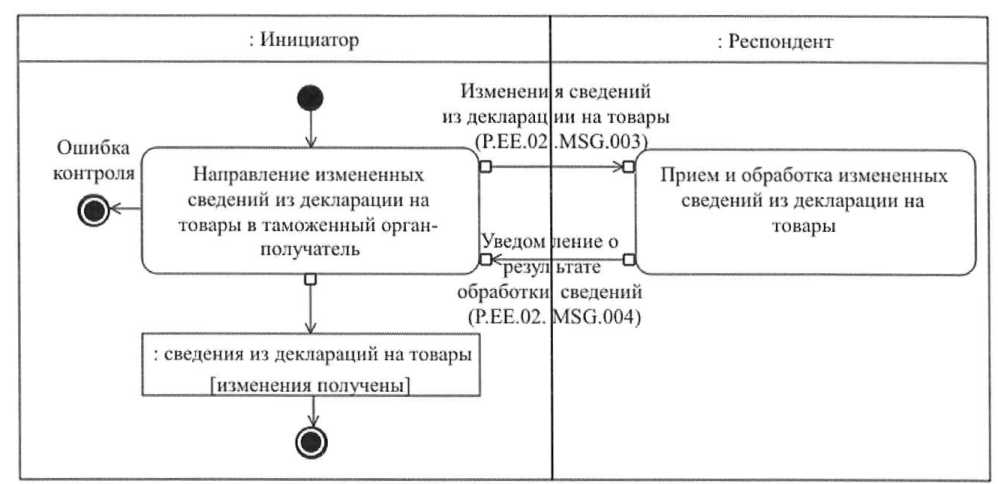 : Инициатор
: Респондент
Изменения сведений
из декларации на товары
(P.EE.02 .MSG.003)
Ошибка
контроля
Направление измененных
сведений из декларации на
товары в таможенный орган-
получатель
Прием и обработка измененных
сведений из декларации на
товары
Уведомление о
результате
обработки сведений
(P.EE.02. MSG.004)
: сведения из деклараций на товары
[изменения получены]